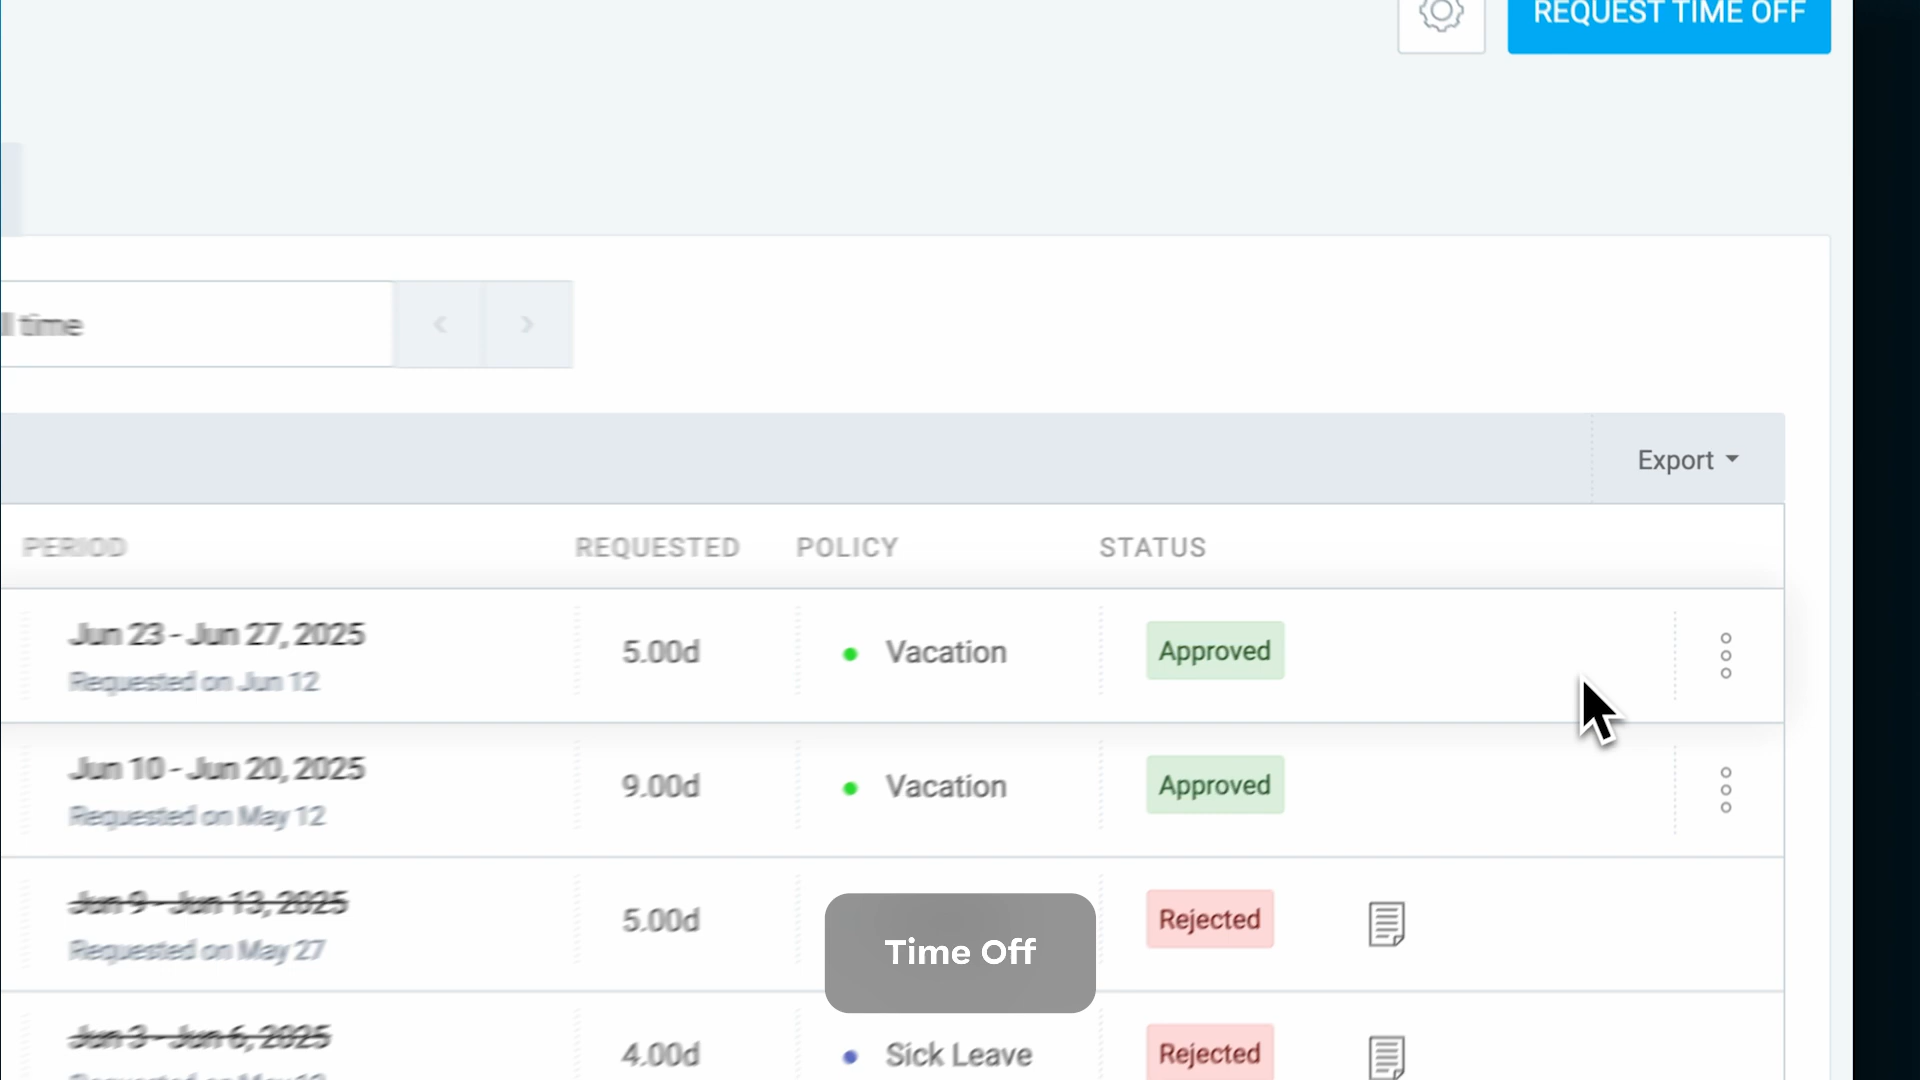 REQUEST TIME OFF
time
Export
PERIOD REQUESTED POLICY STATUS
Jun 23 - Jun 27, 2025 5.00d Vacation Approved
Requested on Jun 12
Jun 10 - Jun 20, 2025 9.00d Vacation Approved
Requested on May 12
Jun 9 - Jun 13, 2025 5.00d Rejected
Requested on May 27
Time Off
Jun 3 - Jun 6, 2025 4.00d Sick Leave Rejected